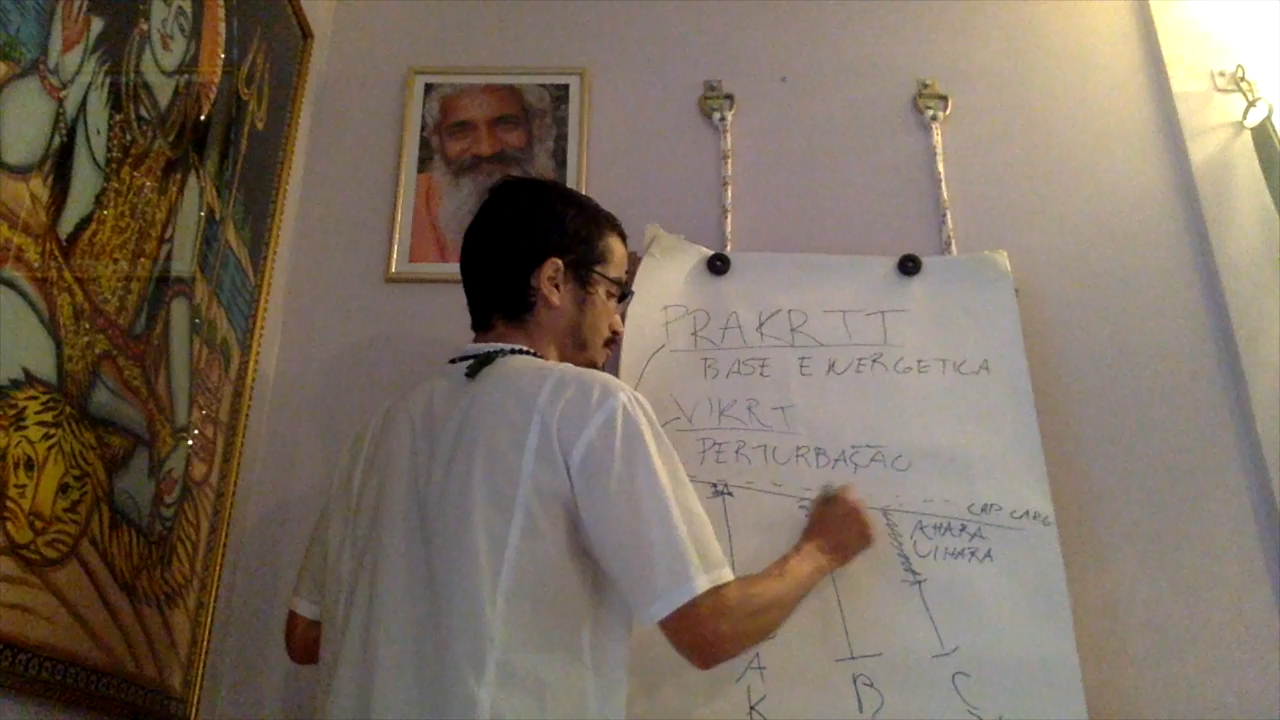 PRAKRTI
BASE ENERGETICA
VIKRT
PERTURBAÇÃO
CAP CARG
AHARA
VIHARA
A
B
C
K